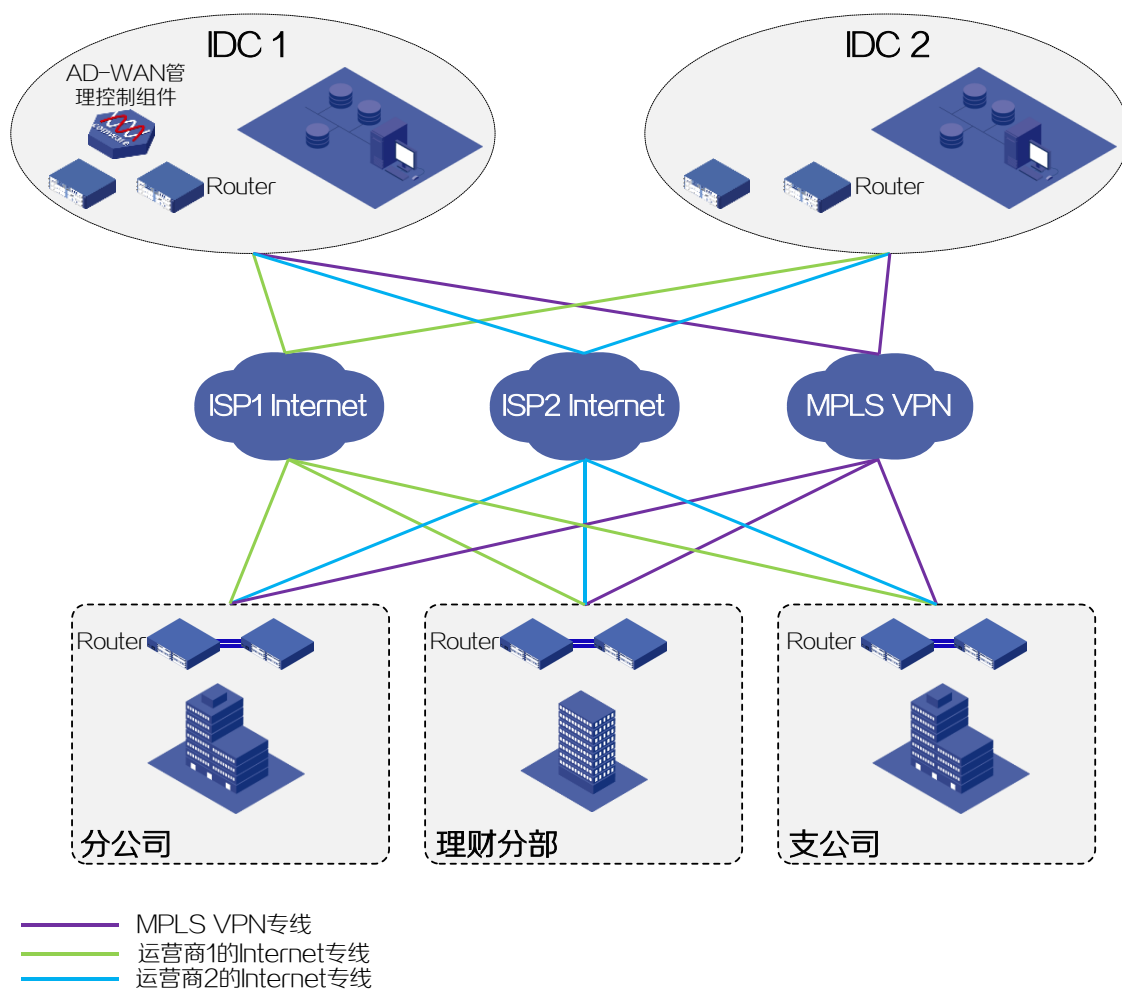 IDC 1
IDC 2
AD-WAN管
理控制组件
comware
Router
Router
ISP1 Internet
ISP2 Internet
MPLS VPN
Router
Router
Router
分公司
理财分部
支公司
MPLS VPN专线
运营商1的Internet专线
运营商2的Internet专线